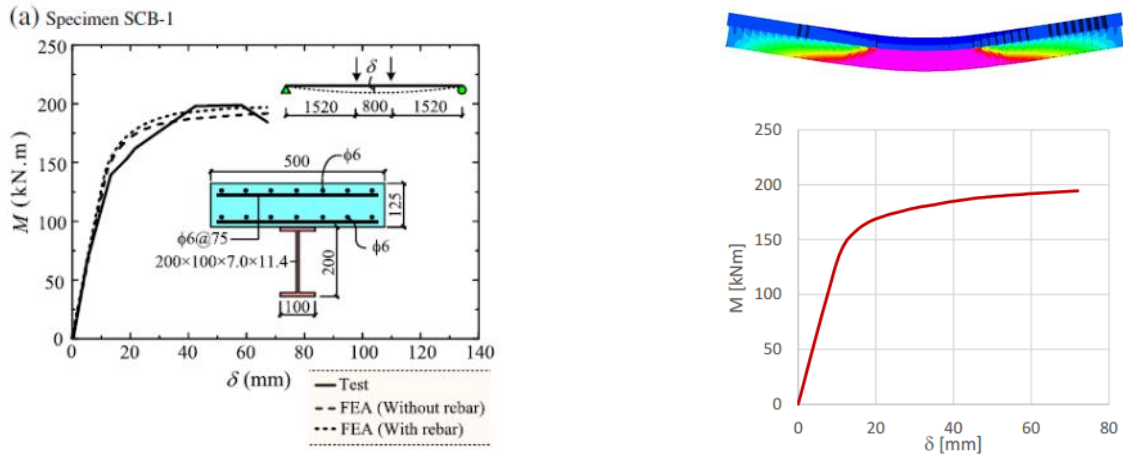 (a) Specimen SCB-1
250
200
150
100
50
0
M (kN.m)
0 20 40 60 80 100 120 140
δ (mm)
δ
1520 800 1520
500
ϕ6
125
ϕ6@75
ϕ6
200×100×7.0×11.4
200
100
Test
FEA (Without rebar)
FEA (With rebar)
250
200
150
100
50
0
M [kNm]
0 20 40 60 80
δ [mm]